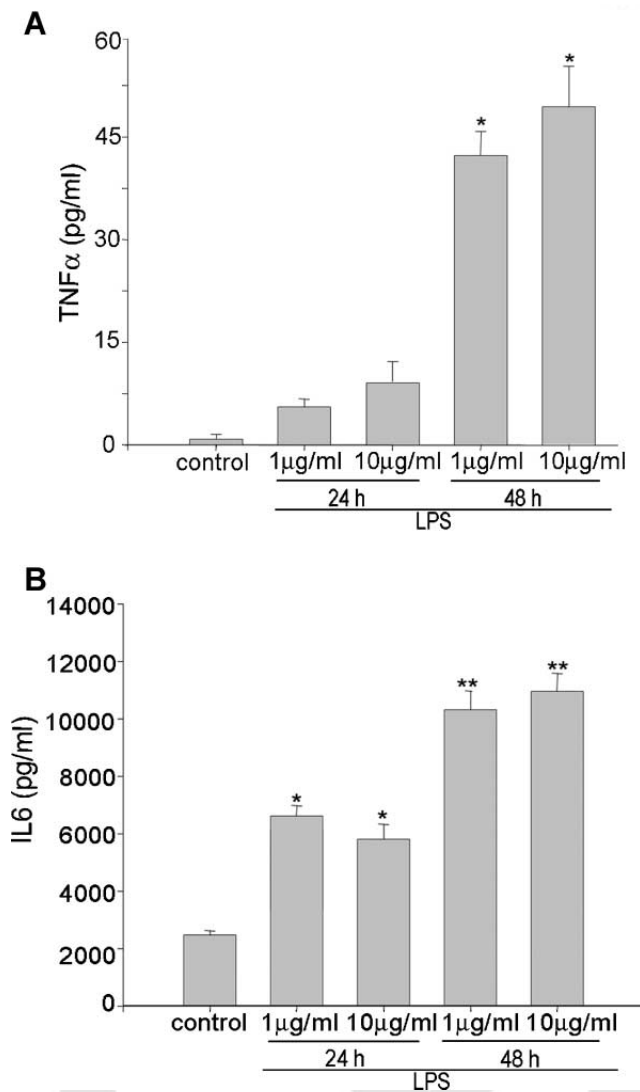 A
60
45
30
15
0
TNFα (pg/ml)
*
*
control 1μg/ml 10μg/ml 1μg/ml 10μg/ml
24 h 48 h
LPS
B
14000
12000
10000
8000
6000
4000
2000
0
IL6 (pg/ml)
*
*
**
**
control 1μg/ml 10μg/ml 1μg/ml 10μg/ml
24 h 48 h
LPS